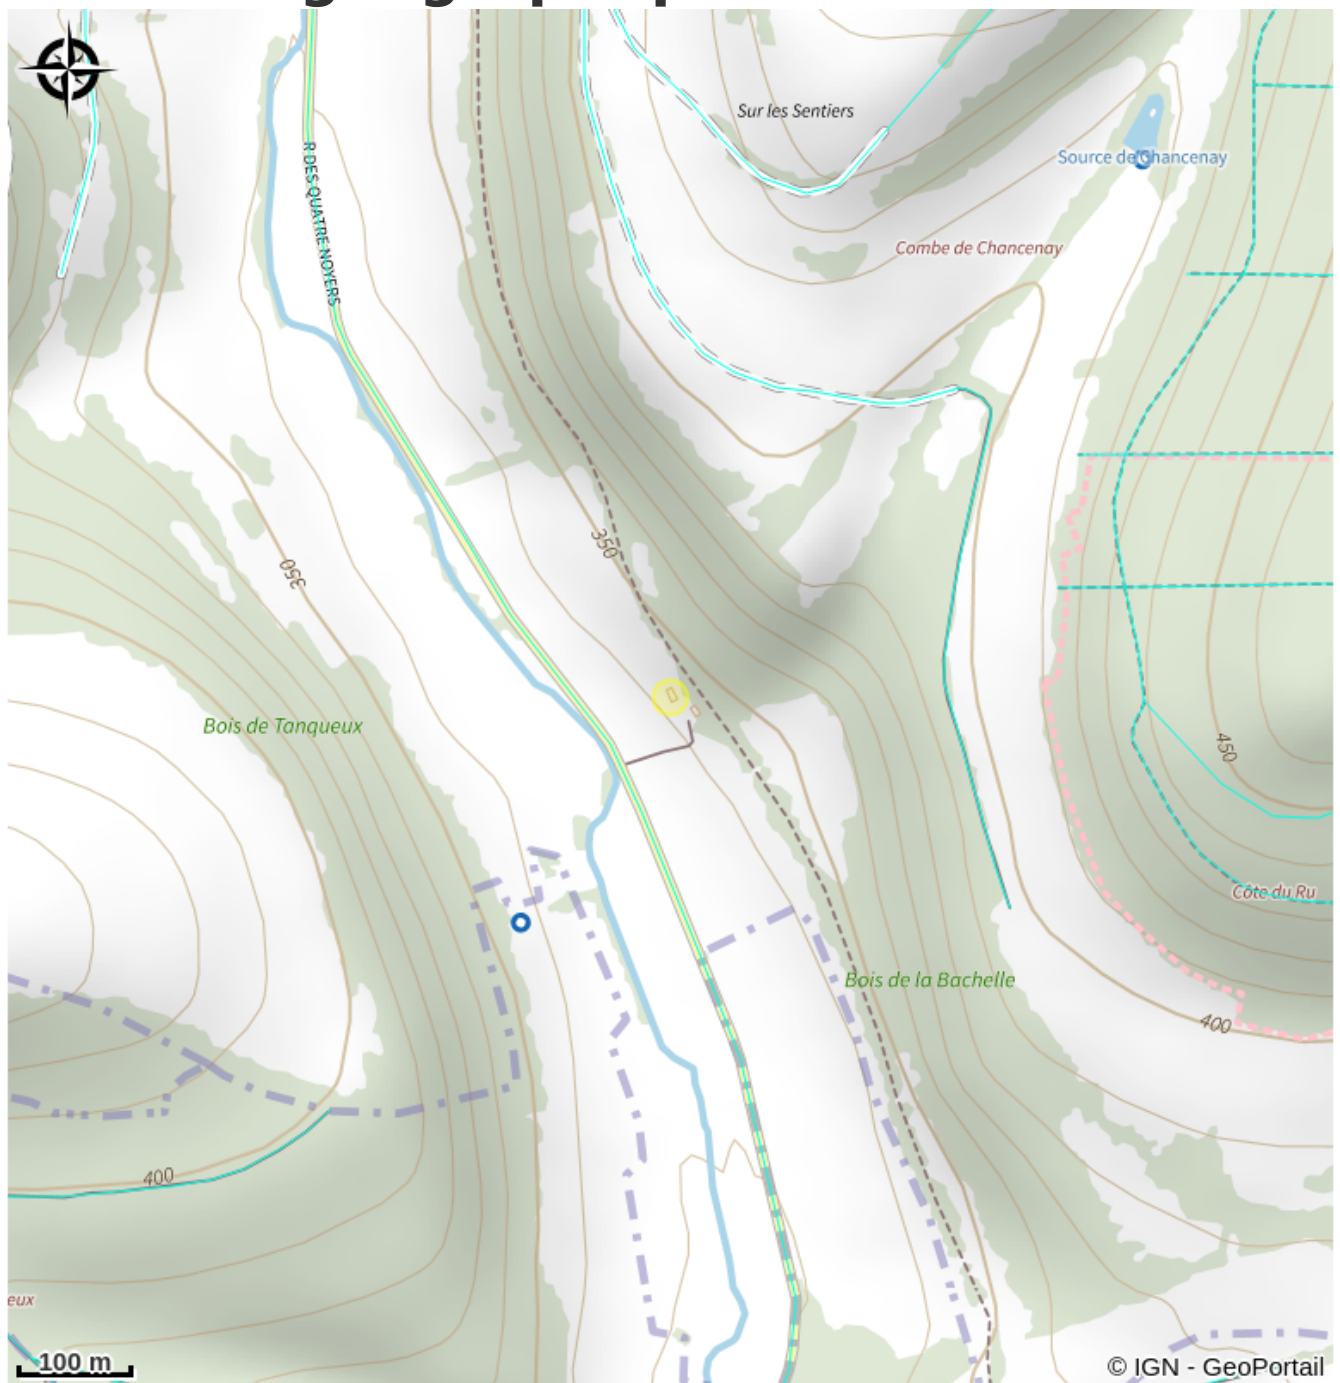 Sur les Sentiers
R DES QUATRE NOYERS
Source de Chancenay
Combe de Chancenay
350
350
Bois de Tanqueux
450
Côte du Ru
Bois de la Bachelle
400
400
eux
100 m
© IGN - GeoPortail